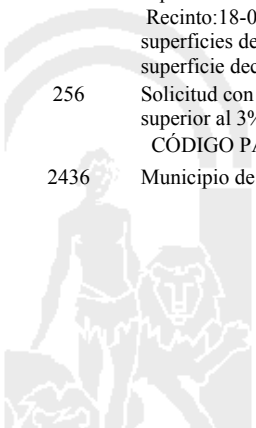 Recinto:18-0
superficies de
superficie dec
256 Solicitud con
superior al 3%
CÓDIGO PA
2436 Municipio de